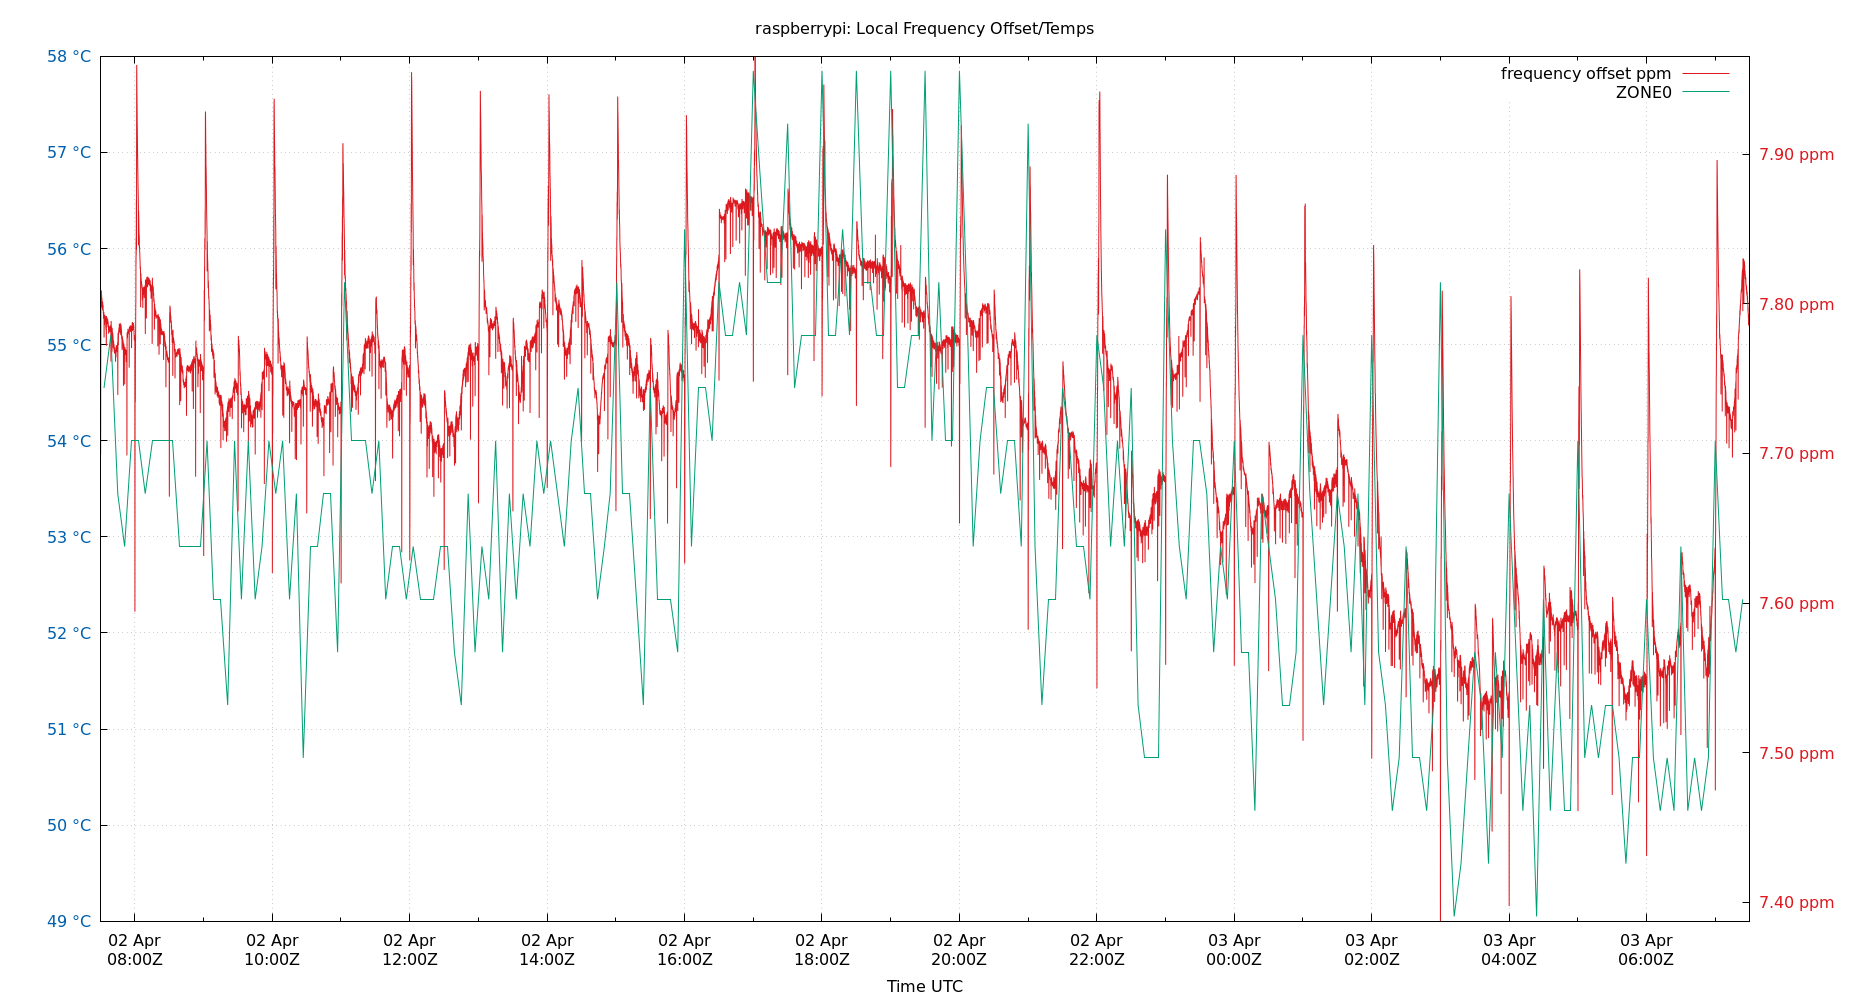 raspberrypi: Local Frequency Offset/Temps
frequency offset ppm
ZONE0
58 °C
57 °C
56 °C
55 °C
54 °C
53 °C
52 °C
51 °C
50 °C
49 °C
7.90 ppm
7.80 ppm
7.70 ppm
7.60 ppm
7.50 ppm
7.40 ppm
02 Apr
08:00Z
02 Apr
10:00Z
02 Apr
12:00Z
02 Apr
14:00Z
02 Apr
16:00Z
02 Apr
18:00Z
02 Apr
20:00Z
02 Apr
22:00Z
03 Apr
00:00Z
03 Apr
02:00Z
03 Apr
04:00Z
03 Apr
06:00Z
Time UTC